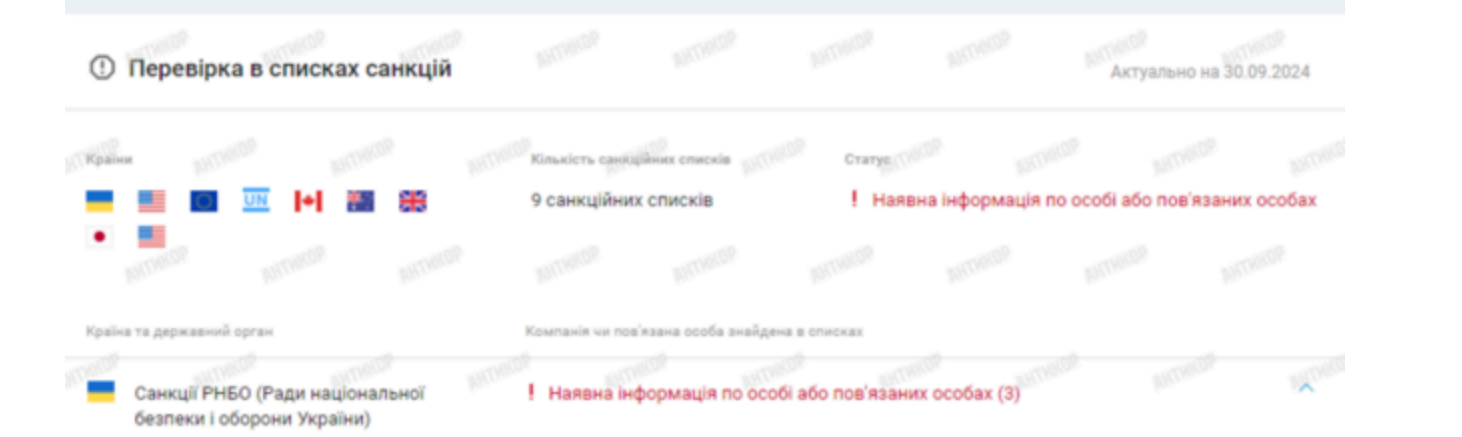 Перевірка в списках санкцій
Актуально на 30.09.2024
Країни
Кількість санкційних списків
Статус
UN
9 санкційних списків
! Наявна інформація по особі або пов'язаних особах
Країна та державний орган
Компанія чи пов'язана особа знайдена в списках
Санкції РНБО (Ради національної
безпеки і оборони України)
! Наявна інформація по особі або пов'язаних особах (3)
АНТИКОР